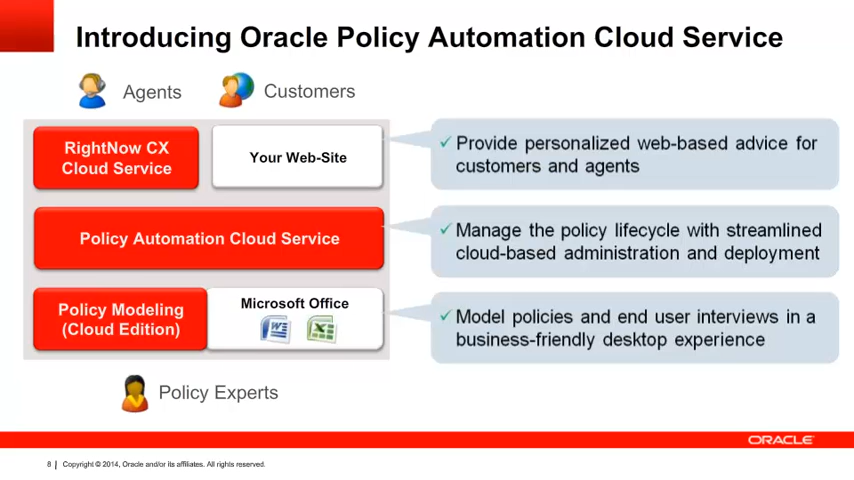 Introducing Oracle Policy Automation Cloud Service
Agents
Customers
RightNow CX
Cloud Service
Your Web-Site
✓ Provide personalized web-based advice for
customers and agents
Policy Automation Cloud Service
✓ Manage the policy lifecycle with streamlined
cloud-based administration and deployment
Policy Modeling
(Cloud Edition)
Microsoft Office
✓ Model policies and end user interviews in a
business-friendly desktop experience
Policy Experts
ORACLE
8 | Copyright © 2014, Oracle and/or its affiliates. All rights reserved.